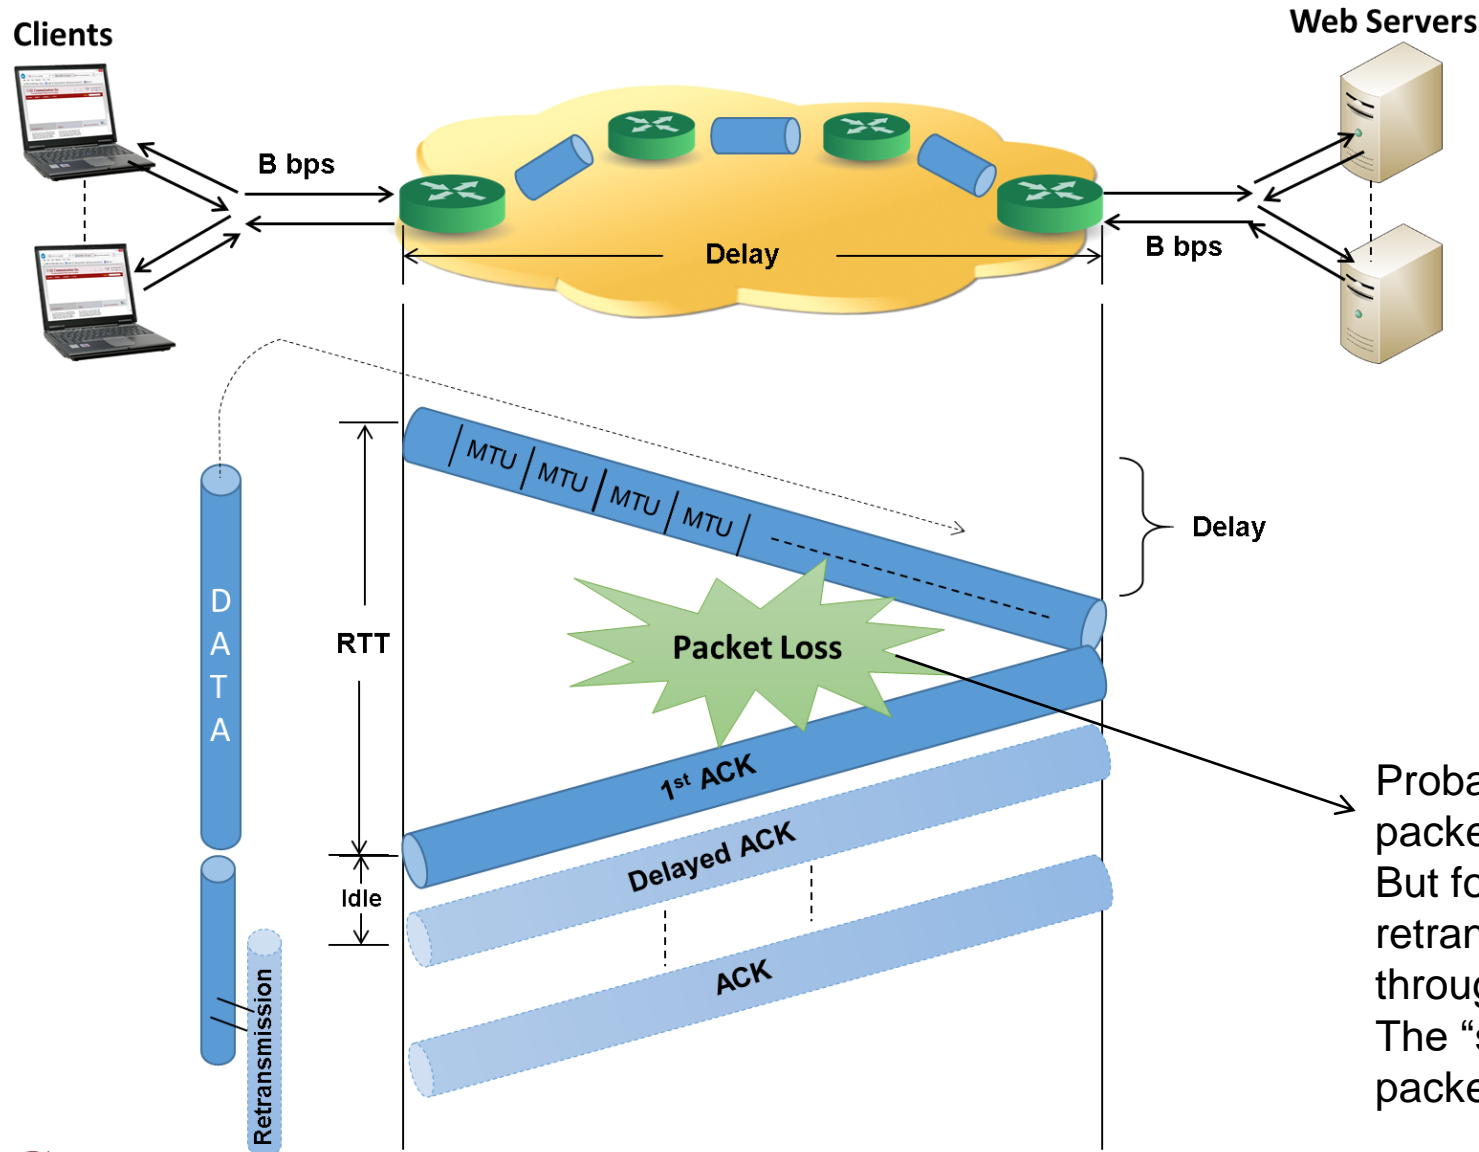 Clients
Web Servers
B bps
B bps
Delay
MTU
MTU
MTU
MTU
Delay
DATA
RTT
Packet Loss
1st ACK
Delayed ACK
Idle
ACK
Retransmission
packe
But fo
retran
throug
The “s
packe